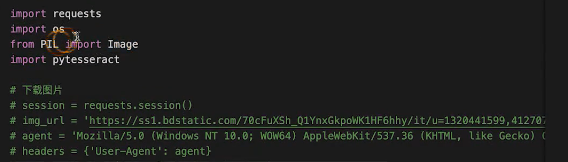 import requests
import os
from PIL import Image
import pytesseract
# 下载图片
# session = requests.session()
# img_url = 'https://ss1.bdstatic.com/70cFuXSh_Q1YnxGkpoWK1HF6hhy/it/u=1320441599,412707
# agent = 'Mozilla/5.0 (Windows NT 10.0; WOW64) AppleWebKit/537.36 (KHTML, like Gecko)
# headers = {'User-Agent': agent}